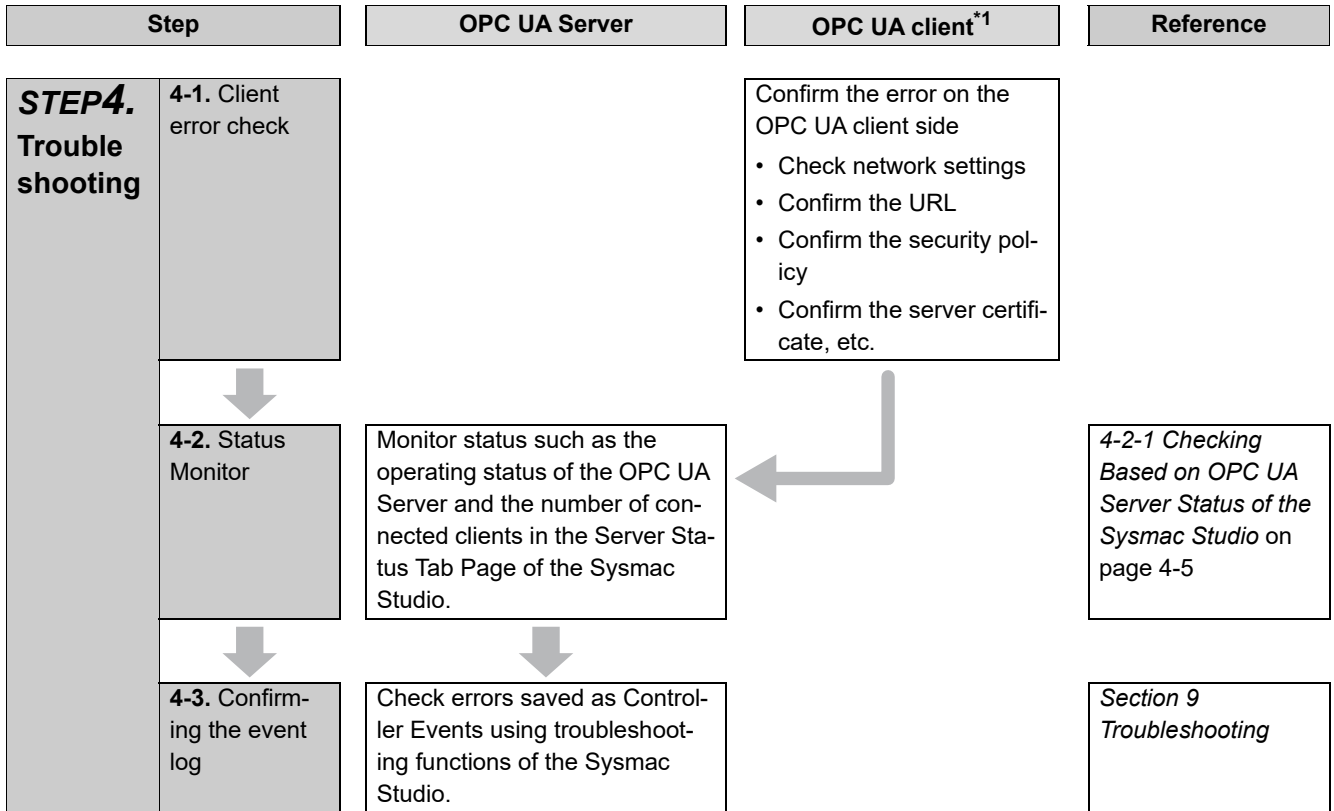 Step
OPC UA Server
OPC UA client*1
Reference
STEP4.
Trouble
shooting
4-1. Client
error check
Confirm the error on the
OPC UA client side
• Check network settings
• Confirm the URL
• Confirm the security pol-
icy
• Confirm the server certifi-
cate, etc.
4-2. Status
Monitor
Monitor status such as the
operating status of the OPC UA
Server and the number of con-
nected clients in the Server Sta-
tus Tab Page of the Sysmac
Studio.
4-2-1 Checking
Based on OPC UA
Server Status of the
Sysmac Studio on
page 4-5
4-3. Confirm-
ing the event
log
Check errors saved as Control-
ler Events using troubleshoot-
ing functions of the Sysmac
Studio.
Section 9
Troubleshooting